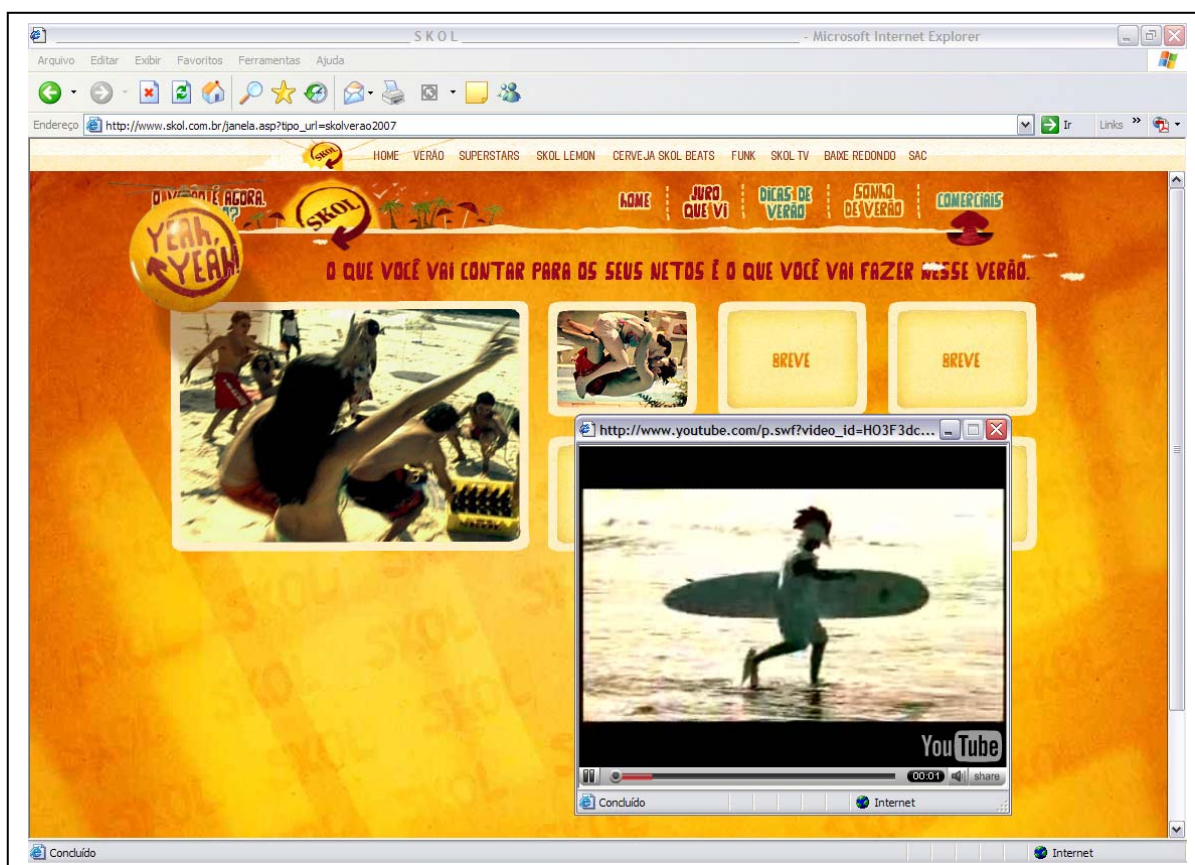 S K O L - Microsoft Internet Explorer
Arquivo Editar Exibir Favoritos Ferramentas Ajuda
Endereço http://www.skol.com.br/janela.asp?tipo_url=skolverao2007 Ir Links »
SKOL HOME VERÃO SUPERSTARS SKOL LEMON CERVEJA SKOL BEATS FUNK SKOL TV BAIXE REDONDO SAC
AGORA.
YEAH, YEAH!
SKOL
HOME
JURO QUE VI
DICAS DE VERÃO
SONHO DE VERÃO
COMERCIAIS
O QUE VOCÊ VAI CONTAR PARA OS SEUS NETOS É O QUE VOCÊ VAI FAZER NESSE VERÃO.
BREVE BREVE
http://www.youtube.com/p.swf?video_id=HO3F3dc...
YouTube
00:01 share
Concluído Internet
SKOL
Concluído Internet